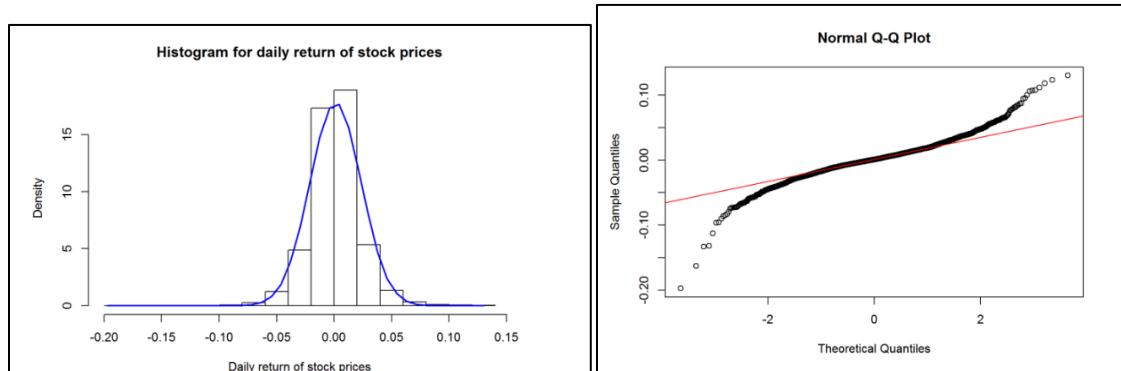 Histogram for daily return of stock prices
Density
15
10
5
0
-0.20 -0.10 -0.05 0.00 0.05 0.10 0.15
Daily return of stock prices
Normal Q-Q Plot
Sample Quantiles
0.10
0.00
-0.10
-0.20
-2 0 2
Theoretical Quantiles